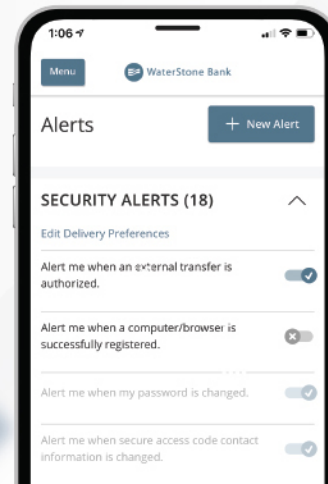 1:06
Menu
WaterStone Bank
Alerts
+ New Alert
SECURITY ALERTS (18)
Edit Delivery Preferences
Alert me when an external transfer is
authorized.
Alert me when a computer/browser is
successfully registered.
Alert me when my password is changed.
Alert me when secure access code contact
information is changed.